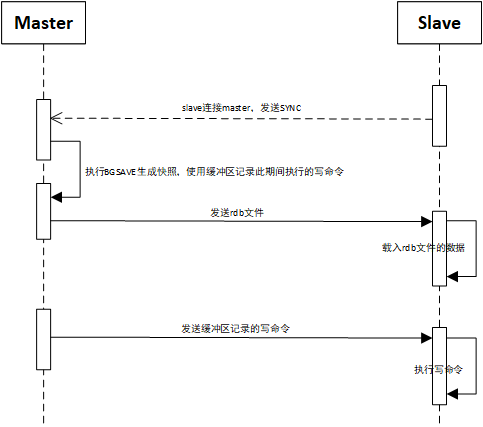 Master
Slave
slave连接master，发送SYNC
执行BGSAVE生成快照，使用缓冲区记录此期间执行的写命令
发送rdb文件
载入rdb文件的数据
发送缓冲区记录的写命令
执行写命令